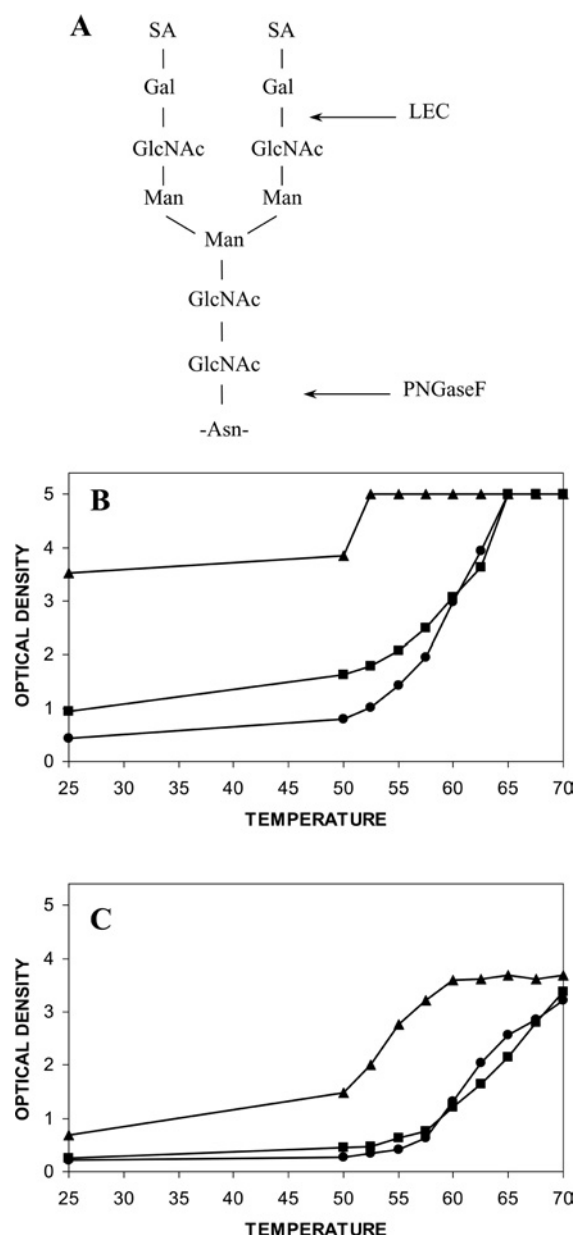 A
SA SA
Gal Gal
LEC
GlcNAc GlcNAc
Man Man
Man
GlcNAc
GlcNAc
PNGaseF
-Asn-
B
5
4
3
2
1
0
OPTICAL DENSITY
25 30 35 40 45 50 55 60 65 70
TEMPERATURE
C
5
4
3
2
1
0
OPTICAL DENSITY
25 30 35 40 45 50 55 60 65 70
TEMPERATURE